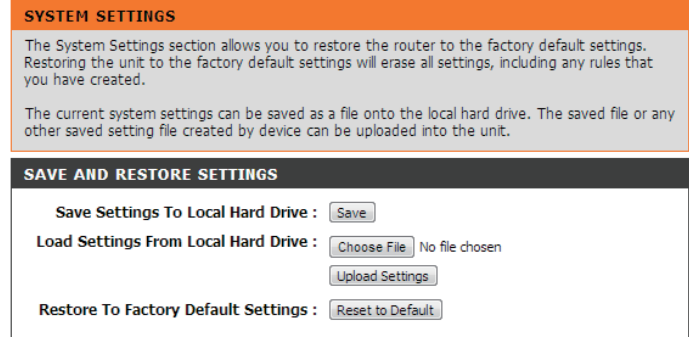 SYSTEM SETTINGS
The System Settings section allows you to restore the router to the factory default settings.
Restoring the unit to the factory default settings will erase all settings, including any rules that
you have created.
The current system settings can be saved as a file onto the local hard drive. The saved file or any
other saved setting file created by device can be uploaded into the unit.
SAVE AND RESTORE SETTINGS
Save Settings To Local Hard Drive : Save
Load Settings From Local Hard Drive : Choose File No file chosen
Upload Settings
Restore To Factory Default Settings : Reset to Default